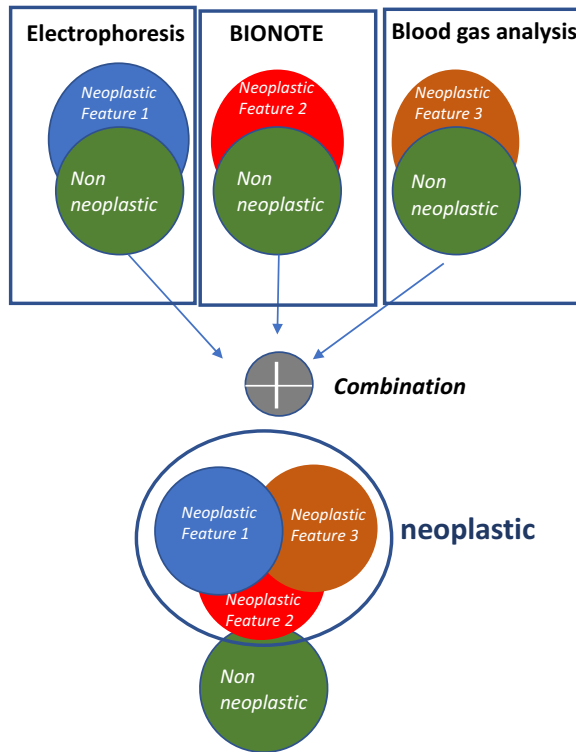 Electrophoresis
BIONOTE
Blood gas analysis
Neoplastic
Feature 1
Non
neoplastic
Neoplastic
Feature 2
Non
neoplastic
Neoplastic
Feature 3
Non
neoplastic
Combination
Neoplastic
Feature 1
Neoplastic
Feature 3
neoplastic
Neoplastic
Feature 2
Non
neoplastic